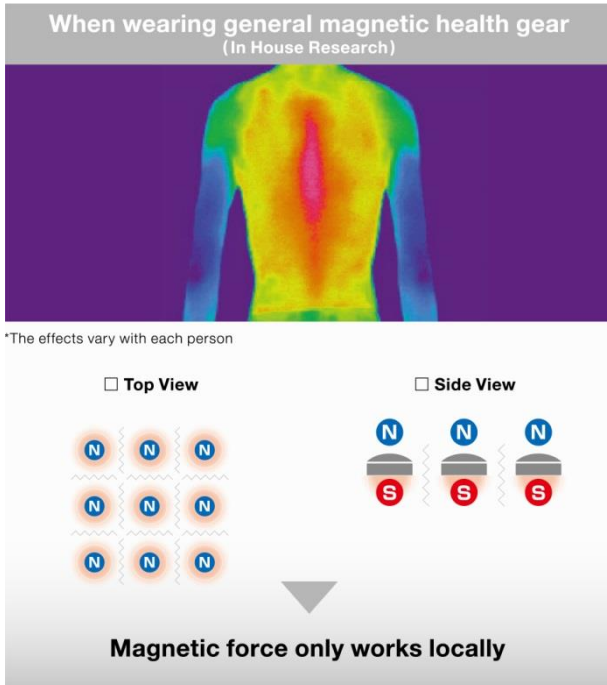 When wearing general magnetic health gear
(In House Research)
*The effects vary with each person
Top View
Side View
N N N
N N N
N N N
N N N
S S S
Magnetic force only works locally